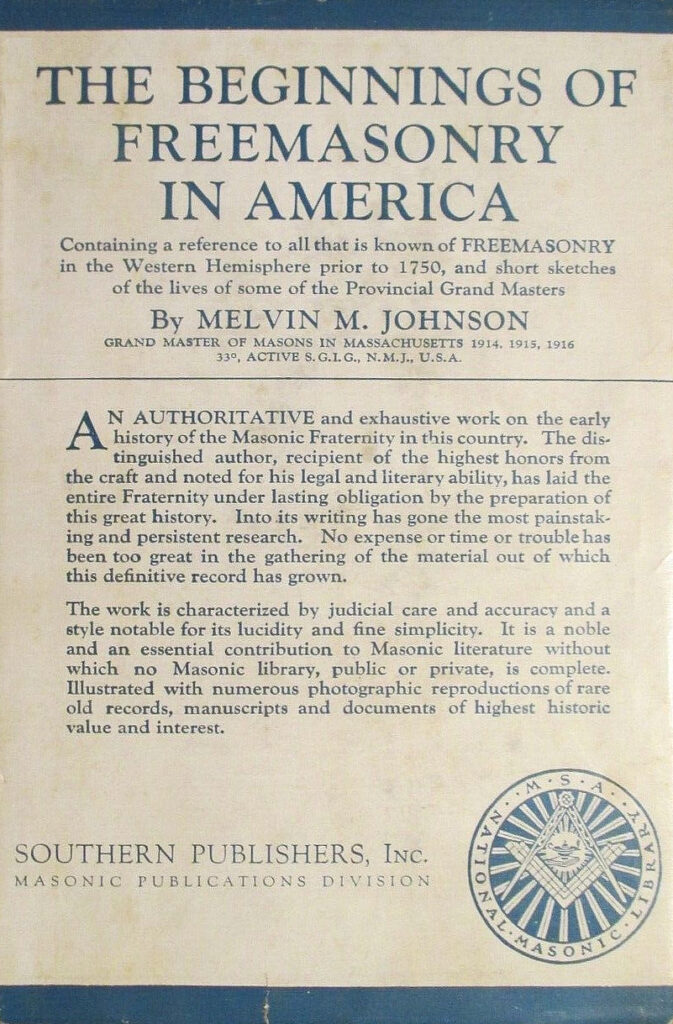 THE BEGINNINGS OF
FREEMASONRY
IN AMERICA
Containing a reference to all that is known of FREEMASONRY
in the Western Hemisphere prior to 1750, and short sketches
of the lives of some of the Provincial Grand Masters
By MELVIN M. JOHNSON
GRAND MASTER OF MASONS IN MASSACHUSETTS 1914, 1915, 1916
33°, ACTIVE S.G.I.G., N.M.J., U.S.A.
AN AUTHORITATIVE and exhaustive work on the early
history of the Masonic Fraternity in this country. The dis-
tinguished author, recipient of the highest honors from
the craft and noted for his legal and literary ability, has laid the
entire Fraternity under lasting obligation by the preparation of
this great history. Into its writing has gone the most painstak-
ing and persistent research. No expense or time or trouble has
been too great in the gathering of the material out of which
this definitive record has grown.
The work is characterized by judicial care and accuracy and a
style notable for its lucidity and fine simplicity. It is a noble
and an essential contribution to Masonic literature without
which no Masonic library, public or private, is complete.
Illustrated with numerous photographic reproductions of rare
old records, manuscripts and documents of highest historic
value and interest.
SOUTHERN PUBLISHERS, INC.
MASONIC PUBLICATIONS DIVISION
· M · S · A ·
NATIONAL · MASONIC · LIBRARY